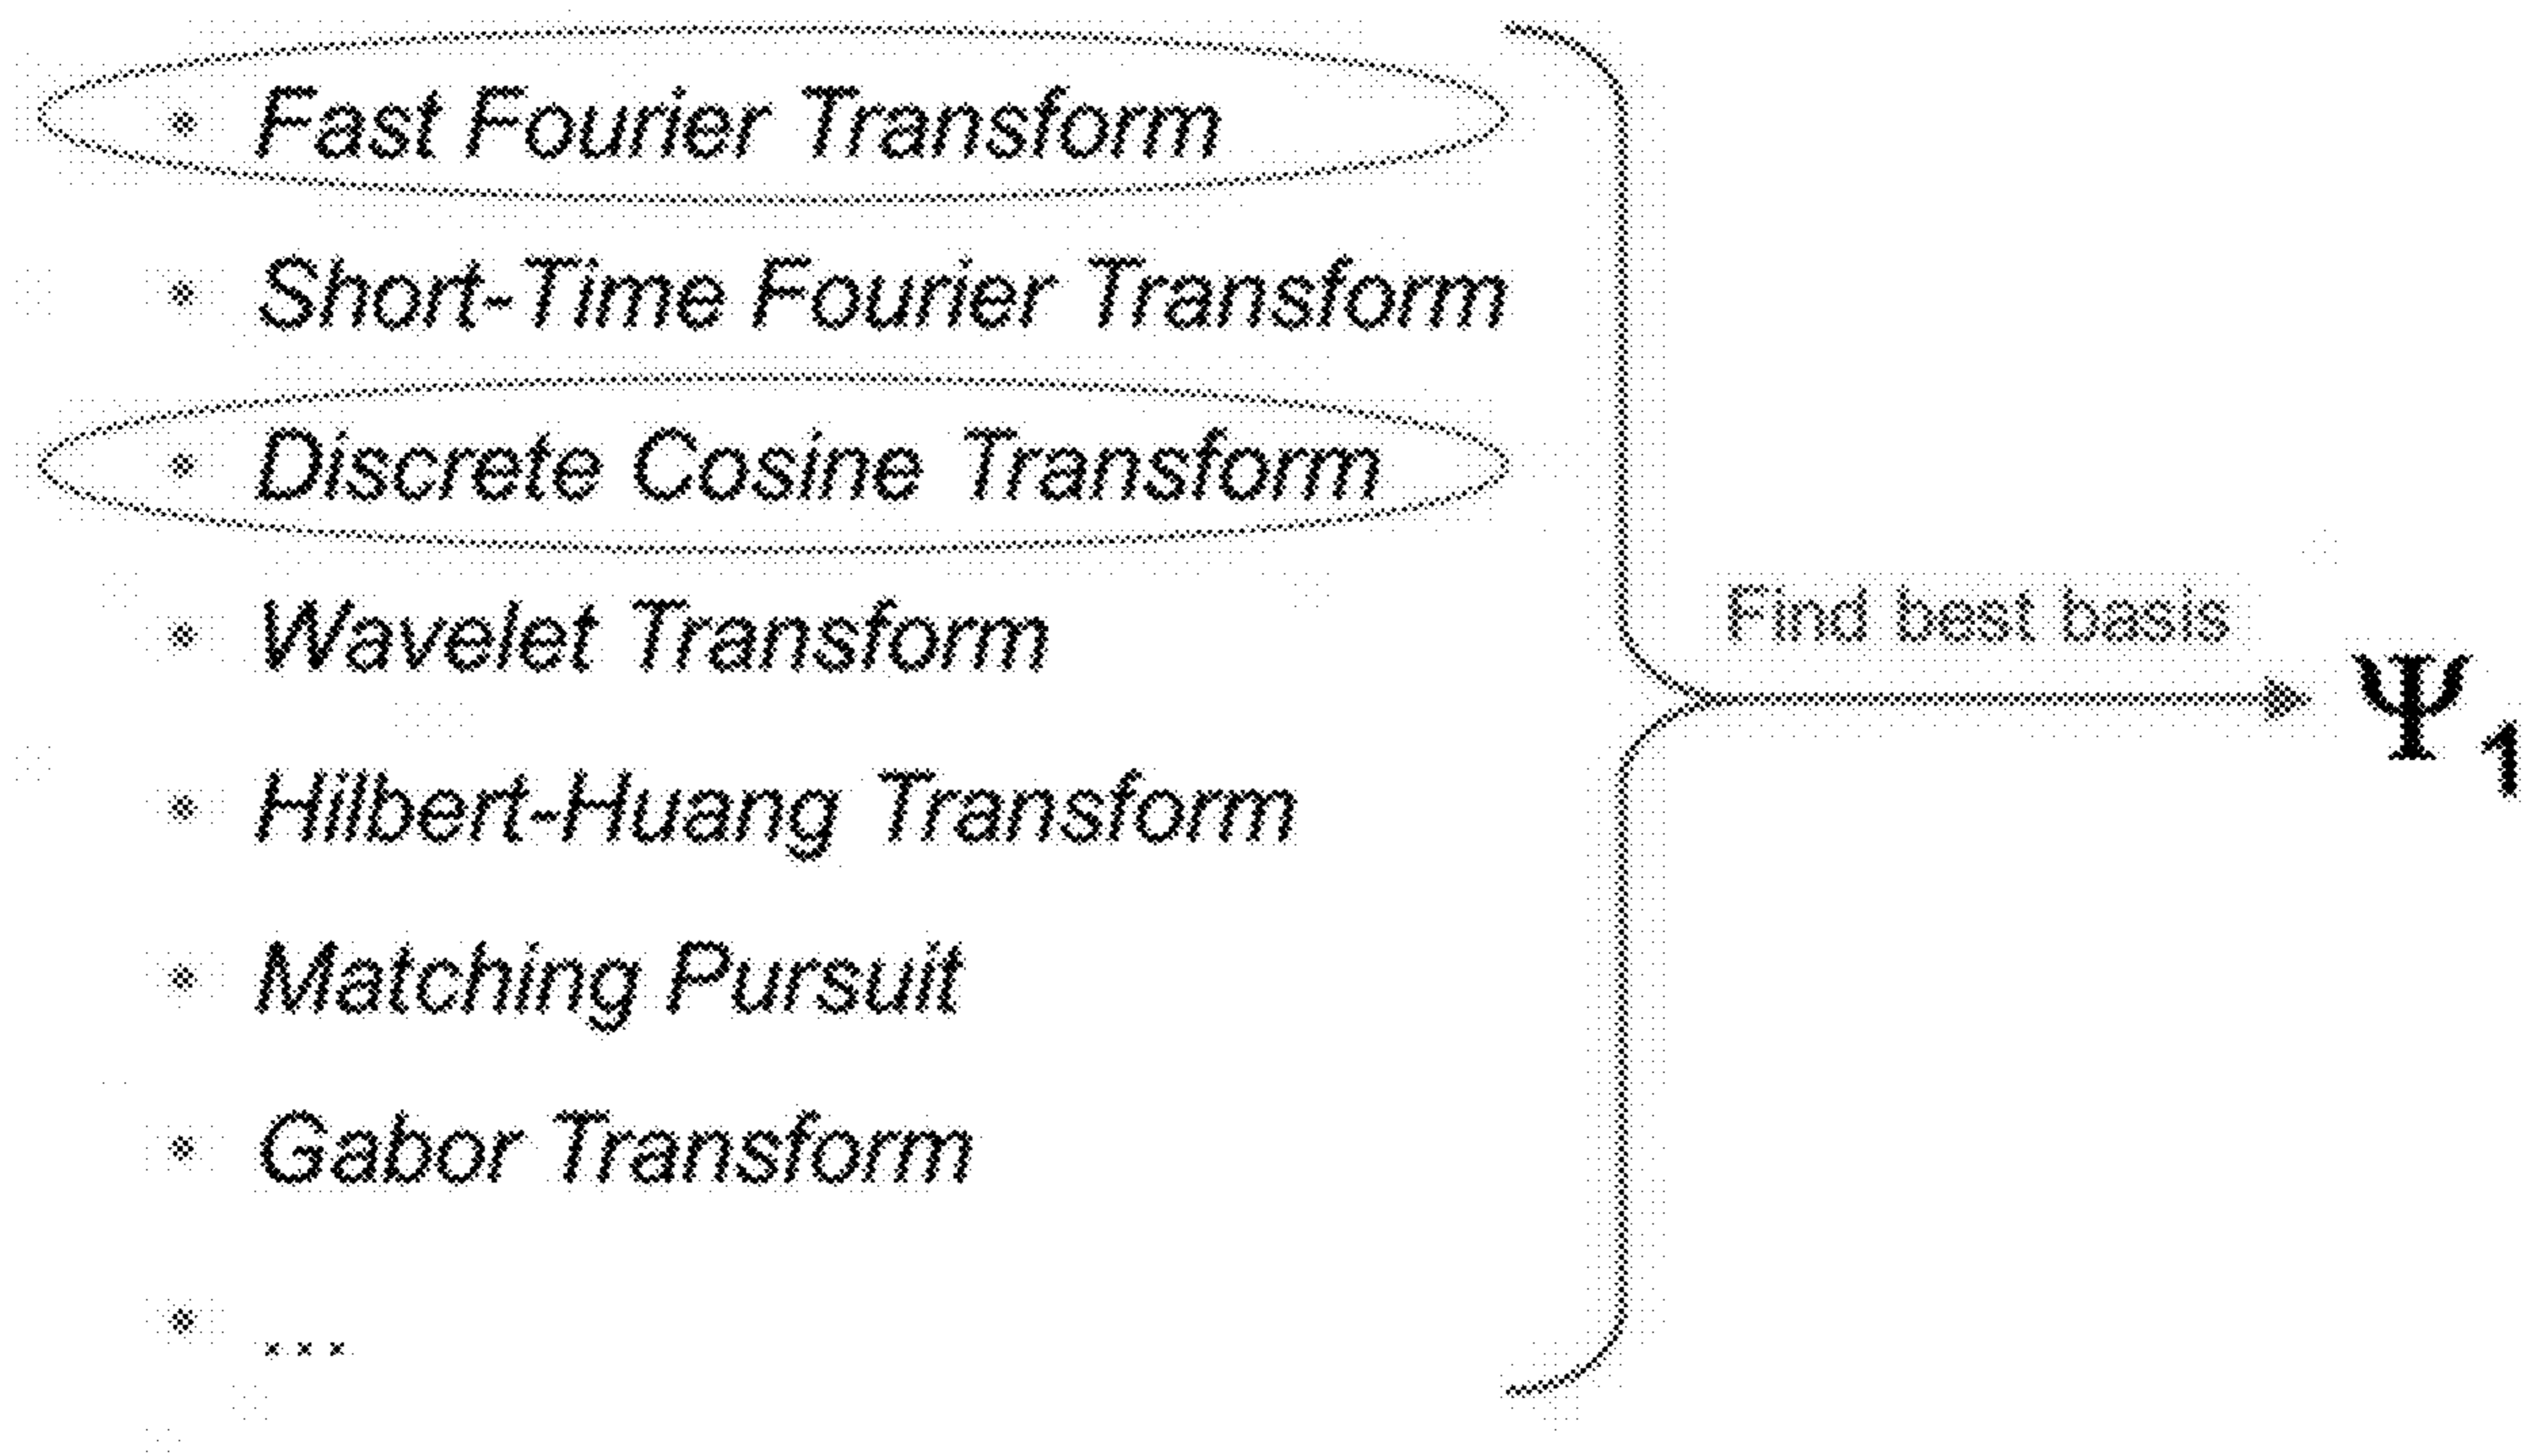 • Fast Fourier Transform
• Short-Time Fourier Transform
• Discrete Cosine Transform
• Wavelet Transform
• Hilbert-Huang Transform
• Matching Pursuit
• Gabor Transform
• ...
Find best basis
Ψ1